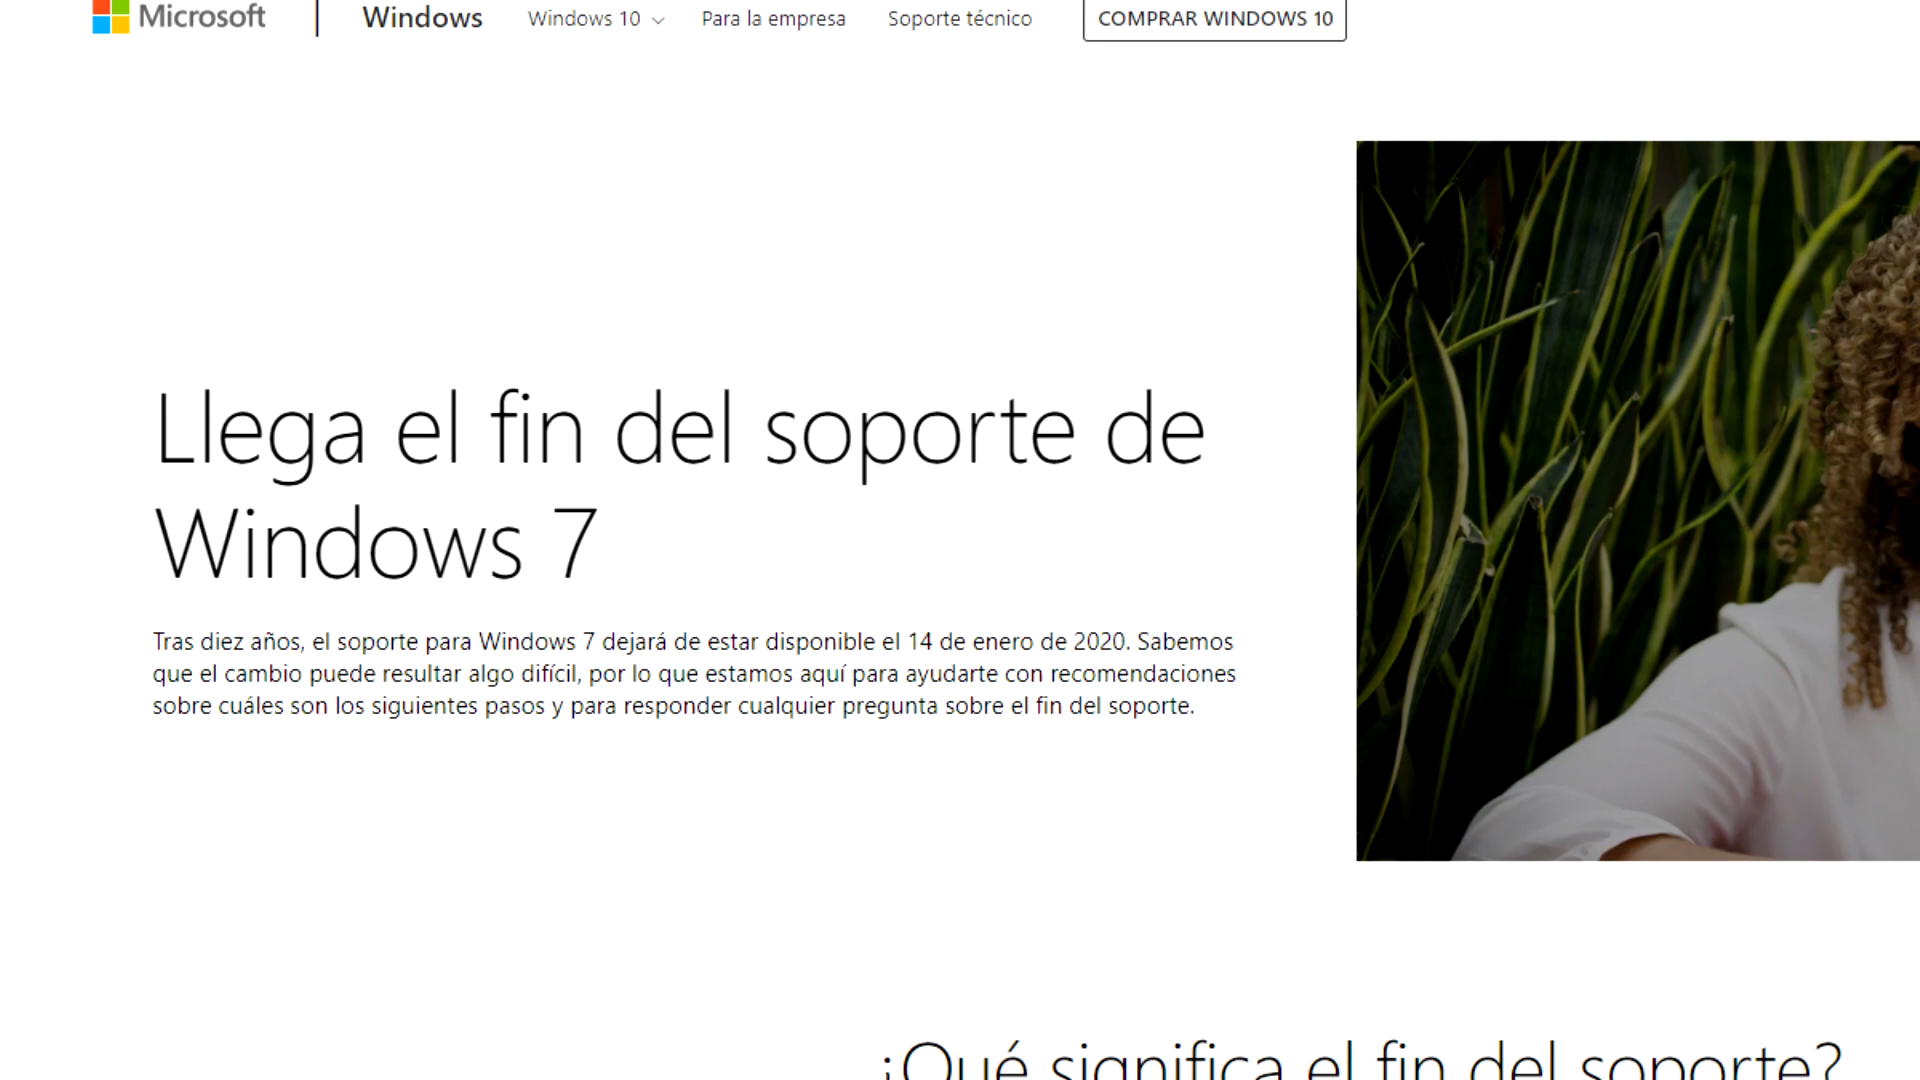 Microsoft
Windows
Windows 10
Para la empresa
Soporte técnico
COMPRAR WINDOWS 10
Llega el fin del soporte de
Windows 7
Tras diez años, el soporte para Windows 7 dejará de estar disponible el 14 de enero de 2020. Sabemos
que el cambio puede resultar algo difícil, por lo que estamos aquí para ayudarte con recomendaciones
sobre cuáles son los siguientes pasos y para responder cualquier pregunta sobre el fin del soporte.
¿Qué significa el fin del soporte?